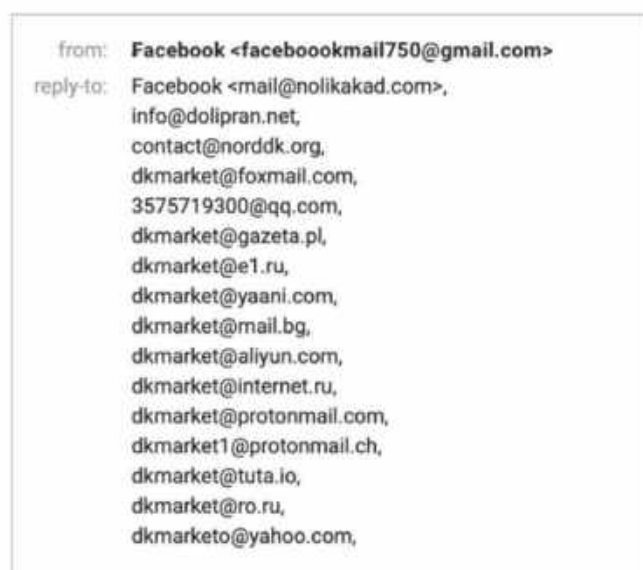 from: Facebook <faceboookmail750@gmail.com>
reply-to: Facebook <mail@nolikakad.com>,
info@dolipran.net,
contact@norddk.org,
dkmarket@foxmail.com,
3575719300@qq.com,
dkmarket@gazeta.pl,
dkmarket@e1.ru,
dkmarket@yaani.com,
dkmarket@mail.bg,
dkmarket@aliyun.com,
dkmarket@internet.ru,
dkmarket@protonmail.com,
dkmarket1@protonmail.ch,
dkmarket@tuta.io,
dkmarket@ro.ru,
dkmarketo@yahoo.com,